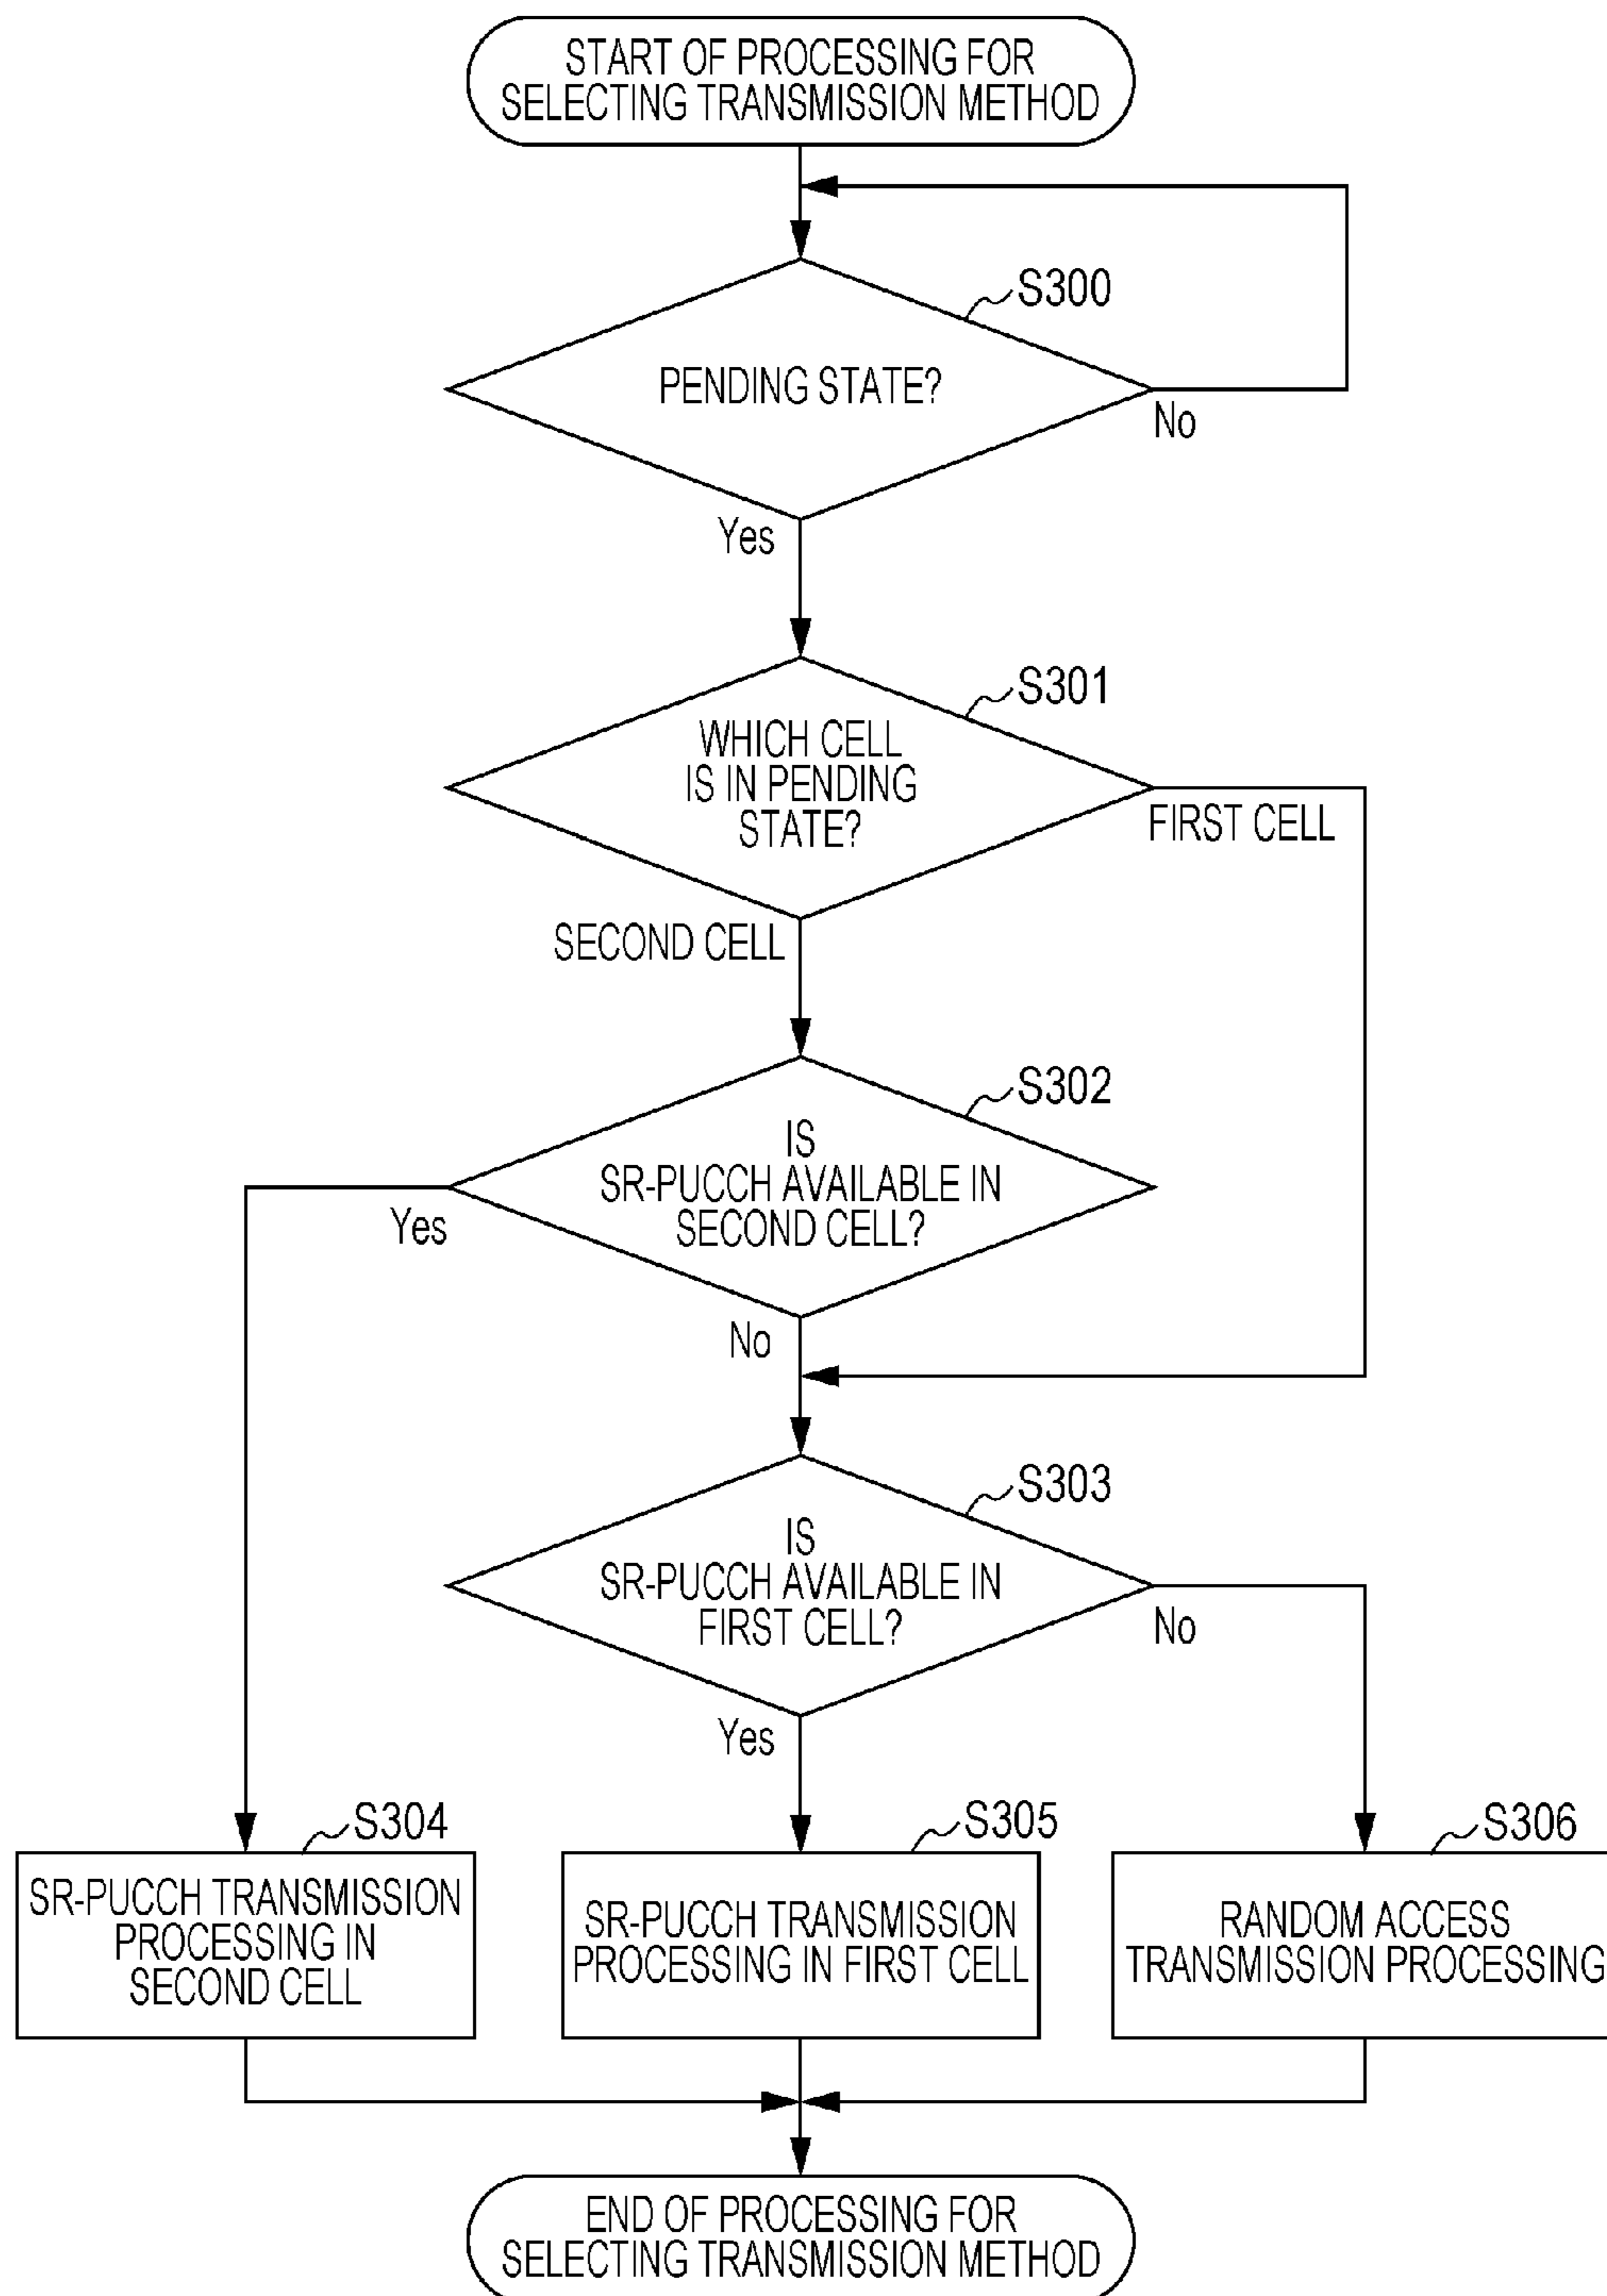 START OF PROCESSING FOR
SELECTING TRANSMISSION METHOD
S300
PENDING STATE?
No
Yes
S301
WHICH CELL
IS IN PENDING
STATE?
FIRST CELL
SECOND CELL
S302
IS
SR-PUCCH AVAILABLE IN
SECOND CELL?
Yes
No
S303
IS
SR-PUCCH AVAILABLE IN
FIRST CELL?
No
Yes
S304
SR-PUCCH TRANSMISSION
PROCESSING IN
SECOND CELL
S305
SR-PUCCH TRANSMISSION
PROCESSING IN FIRST CELL
S306
RANDOM ACCESS
TRANSMISSION PROCESSING
END OF PROCESSING FOR
SELECTING TRANSMISSION METHOD